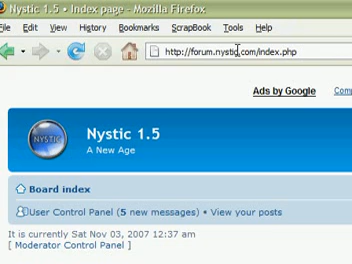 Nystic 1.5 • Index page - Mozilla Firefox
File Edit View History Bookmarks ScrapBook Tools Help
http://forum.nystic.com/index.php
Ads by Google
NYSTIC
Nystic 1.5
A New Age
Board index
User Control Panel (5 new messages) • View your posts
It is currently Sat Nov 03, 2007 12:37 am
[ Moderator Control Panel ]